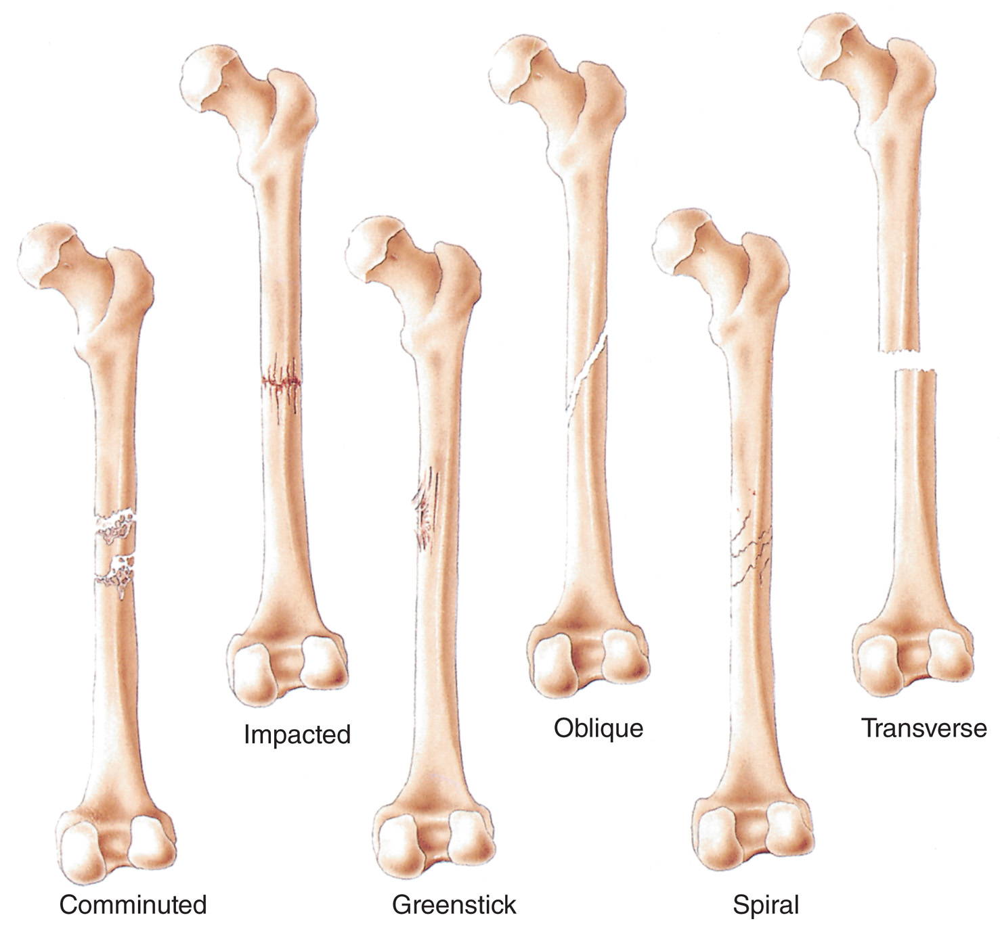 Impacted
Oblique
Transverse
Comminuted
Greenstick
Spiral